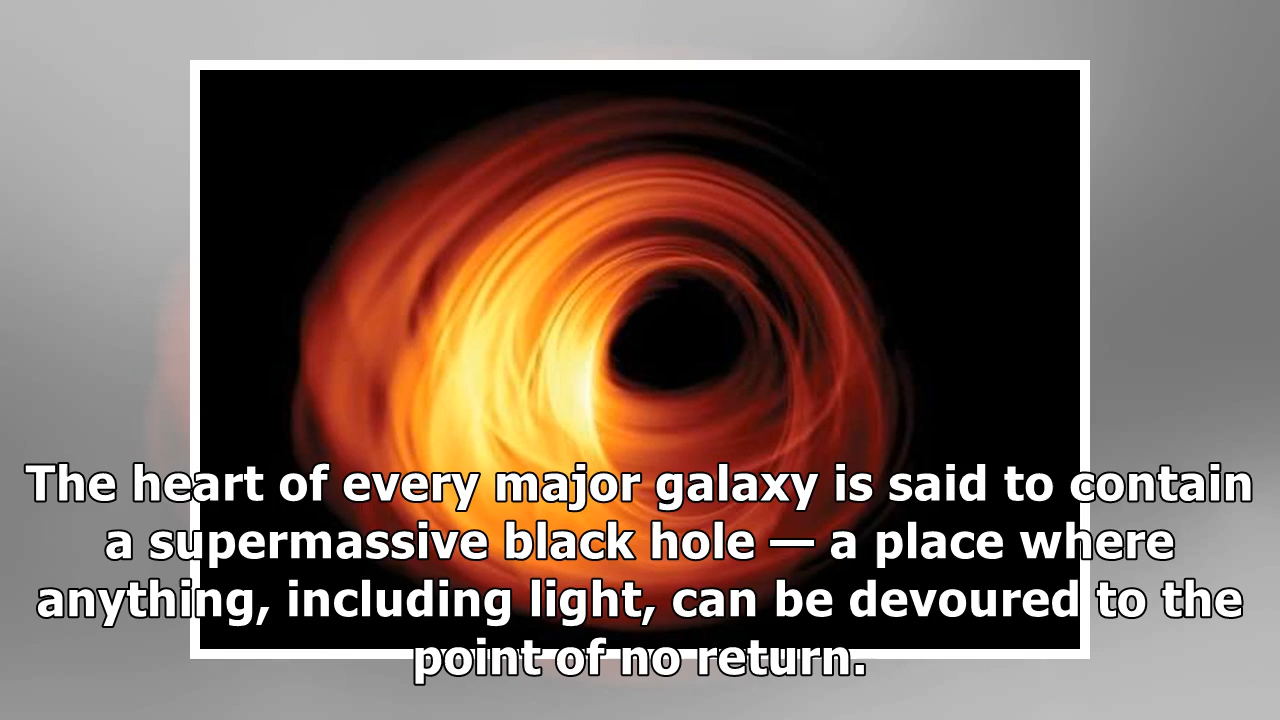 The heart of every major galaxy is said to contain
a supermassive black hole — a place where
anything, including light, can be devoured to the
point of no return.